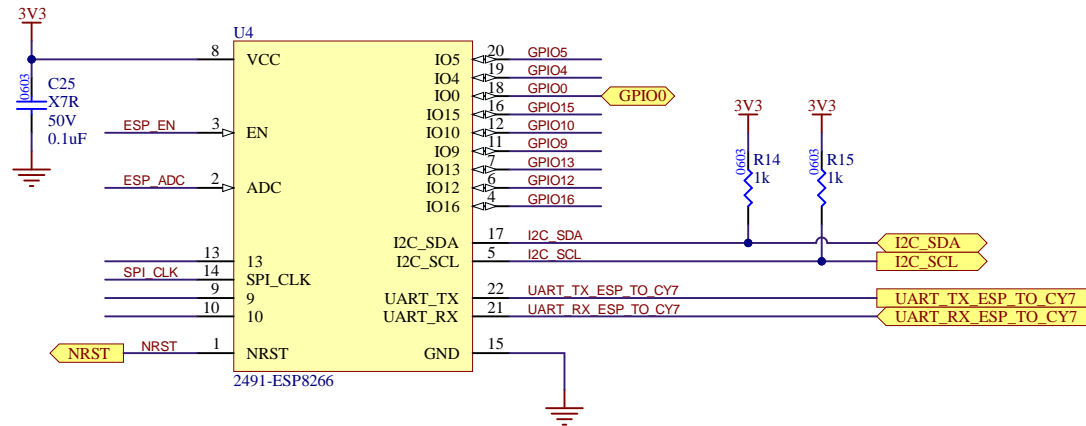 3V3
U4
8 VCC
IO5 20 GPIO5
IO4 19 GPIO4
IO0 18 GPIO0 GPIO0
IO15 16 GPIO15
IO10 12 GPIO10
IO9 11 GPIO9
IO13 7 GPIO13
IO12 6 GPIO12
IO16 4 GPIO16
0603
C25
X7R
50V
0.1uF
ESP_EN 3 EN
ESP_ADC 2 ADC
3V3
3V3
0603
R14
1k
0603
R15
1k
I2C_SDA 17 I2C_SDA I2C_SDA
I2C_SCL 5 I2C_SCL I2C_SCL
13 13
SPI_CLK 14 SPI_CLK
9 9
10 10
UART_TX 22 UART_TX_ESP_TO_CY7 UART_TX_ESP_TO_CY7
UART_RX 21 UART_RX_ESP_TO_CY7 UART_RX_ESP_TO_CY7
NRST NRST 1 NRST
GND 15
2491-ESP8266